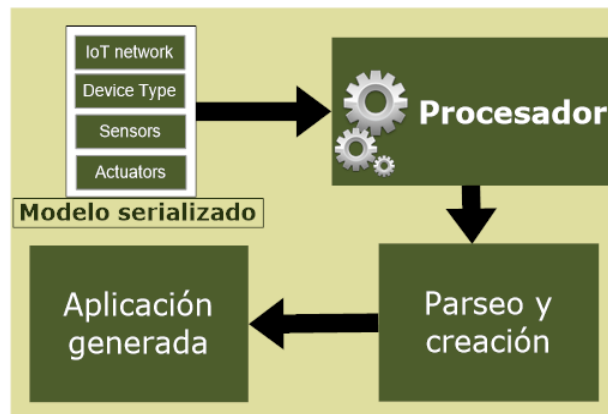 IoT network
Device Type
Sensors
Actuators
Modelo serializado
Procesador
Parseo y
creación
Aplicación
generada